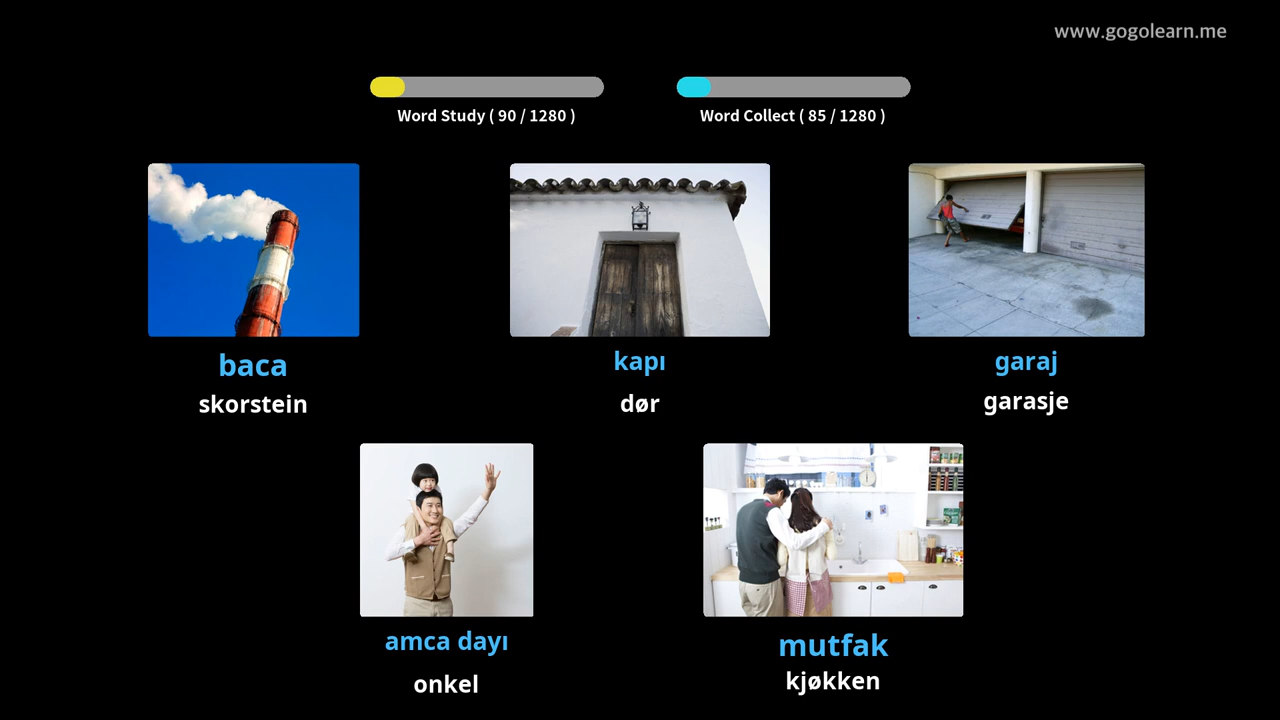 www.gogolearn.me
Word Study ( 90 / 1280 )
Word Collect ( 85 / 1280 )
baca
skorstein
kapı
dør
garaj
garasje
amca dayı
onkel
mutfak
kjøkken